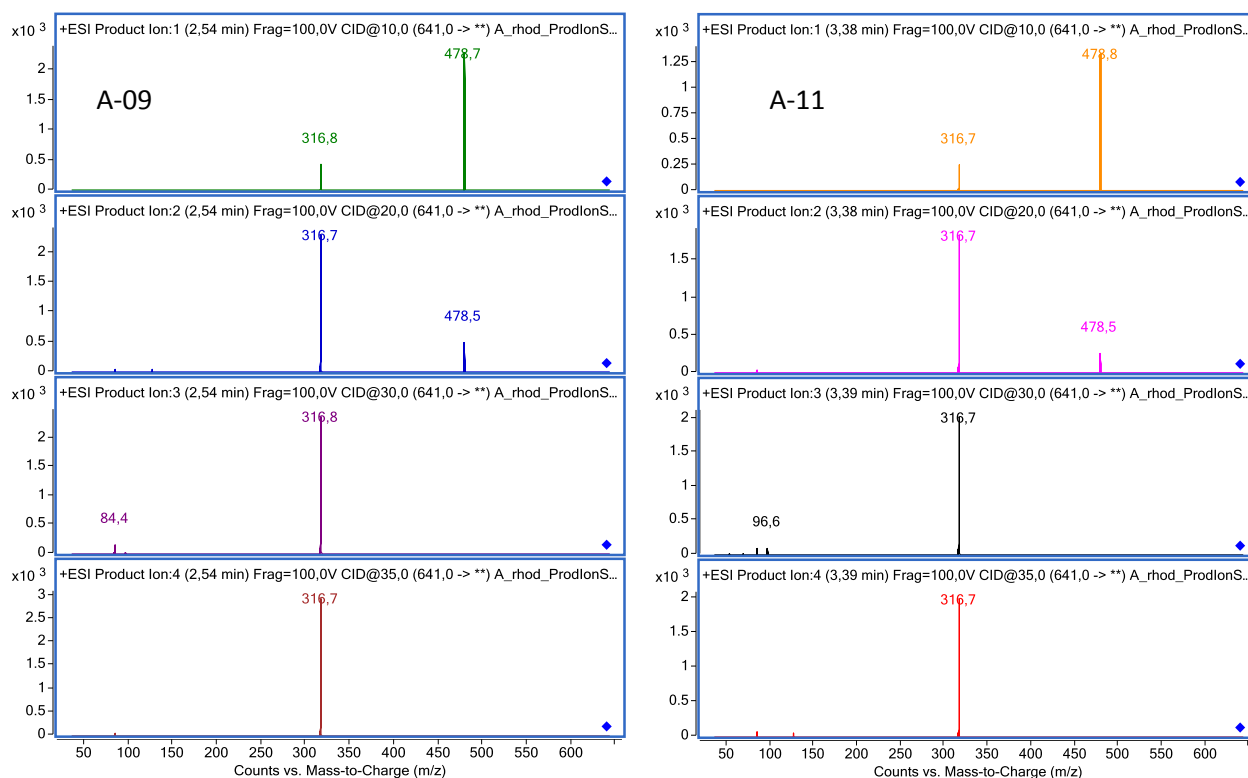 x10 3
+ESI Product Ion:1 (2,54 min) Frag=100,0V CID@10,0 (641,0 -> **) A_rhod_ProdIonS...
478,7
2
A-09
1.5
316,8
1
0.5
0
x10 3
+ESI Product Ion:2 (2,54 min) Frag=100,0V CID@20,0 (641,0 -> **) A_rhod_ProdIonS...
316,7
2
1.5
478,5
1
0.5
0
x10 3
+ESI Product Ion:3 (2,54 min) Frag=100,0V CID@30,0 (641,0 -> **) A_rhod_ProdIonS...
316,8
2
1.5
1
84,4
0.5
0
x10 3
+ESI Product Ion:4 (2,54 min) Frag=100,0V CID@35,0 (641,0 -> **) A_rhod_ProdIonS...
316,7
3
2.5
2
1.5
1
0.5
0
50 100 150 200 250 300 350 400 450 500 550 600
Counts vs. Mass-to-Charge (m/z)
x10 3
+ESI Product Ion:1 (3,38 min) Frag=100,0V CID@10,0 (641,0 -> **) A_rhod_ProdIonS...
478,8
1.25
A-11
1
0.75
316,7
0.5
0.25
0
x10 3
+ESI Product Ion:2 (3,38 min) Frag=100,0V CID@20,0 (641,0 -> **) A_rhod_ProdIonS...
316,7
1.5
1
478,5
0.5
0
x10 3
+ESI Product Ion:3 (3,39 min) Frag=100,0V CID@30,0 (641,0 -> **) A_rhod_ProdIonS...
316,7
2
1.5
1
96,6
0.5
0
x10 3
+ESI Product Ion:4 (3,39 min) Frag=100,0V CID@35,0 (641,0 -> **) A_rhod_ProdIonS...
316,7
2
1.5
1
0.5
0
50 100 150 200 250 300 350 400 450 500 550 600
Counts vs. Mass-to-Charge (m/z)